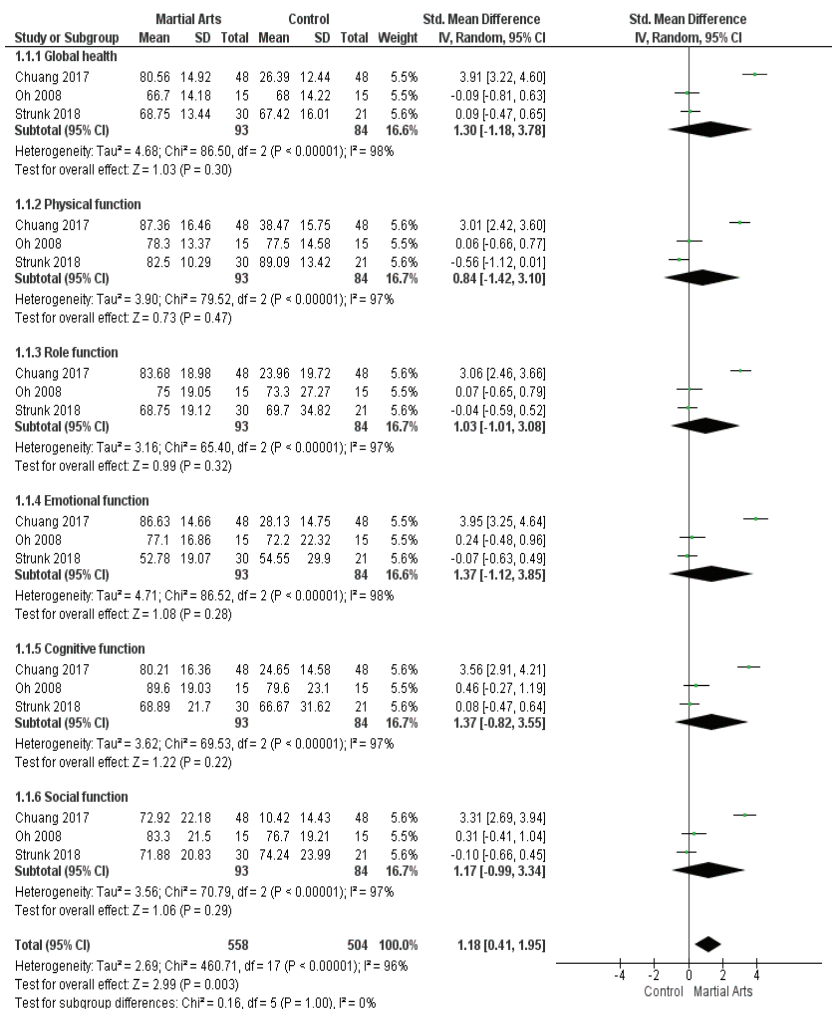 Martial Arts Control Std. Mean Difference Std. Mean Difference
Study or Subgroup Mean SD Total Mean SD Total Weight IV, Random, 95% CI IV, Random, 95% CI
1.1.1 Global health
Chuang 2017 80.56 14.92 48 26.39 12.44 48 5.5% 3.91 [3.22, 4.60]
Oh 2008 66.7 14.18 15 68 14.22 15 5.5% -0.09 [-0.81, 0.63]
Strunk 2018 68.75 13.44 30 67.42 16.01 21 5.6% 0.09 [-0.47, 0.65]
Subtotal (95% CI) 93 84 16.6% 1.30 [-1.18, 3.78]
Heterogeneity: Tau² = 4.68; Chi² = 86.50, df = 2 (P < 0.00001); I² = 98%
Test for overall effect: Z = 1.03 (P = 0.30)
1.1.2 Physical function
Chuang 2017 87.36 16.46 48 38.47 15.75 48 5.6% 3.01 [2.42, 3.60]
Oh 2008 78.3 13.37 15 77.5 14.58 15 5.5% 0.06 [-0.66, 0.77]
Strunk 2018 82.5 10.29 30 89.09 13.42 21 5.6% -0.56 [-1.12, 0.01]
Subtotal (95% CI) 93 84 16.7% 0.84 [-1.42, 3.10]
Heterogeneity: Tau² = 3.90; Chi² = 79.52, df = 2 (P < 0.00001); I² = 97%
Test for overall effect: Z = 0.73 (P = 0.47)
1.1.3 Role function
Chuang 2017 83.68 18.98 48 23.96 19.72 48 5.6% 3.06 [2.46, 3.66]
Oh 2008 75 19.05 15 73.3 27.27 15 5.5% 0.07 [-0.65, 0.79]
Strunk 2018 68.75 19.12 30 69.7 34.82 21 5.6% -0.04 [-0.59, 0.52]
Subtotal (95% CI) 93 84 16.7% 1.03 [-1.01, 3.08]
Heterogeneity: Tau² = 3.16; Chi² = 65.40, df = 2 (P < 0.00001); I² = 97%
Test for overall effect: Z = 0.99 (P = 0.32)
1.1.4 Emotional function
Chuang 2017 86.63 14.66 48 28.13 14.75 48 5.5% 3.95 [3.25, 4.64]
Oh 2008 77.1 16.86 15 72.2 22.32 15 5.5% 0.24 [-0.48, 0.96]
Strunk 2018 52.78 19.07 30 54.55 29.9 21 5.6% -0.07 [-0.63, 0.49]
Subtotal (95% CI) 93 84 16.6% 1.37 [-1.12, 3.85]
Heterogeneity: Tau² = 4.71; Chi² = 86.52, df = 2 (P < 0.00001); I² = 98%
Test for overall effect: Z = 1.08 (P = 0.28)
1.1.5 Cognitive function
Chuang 2017 80.21 16.36 48 24.65 14.58 48 5.6% 3.56 [2.91, 4.21]
Oh 2008 89.6 19.03 15 79.6 23.1 15 5.5% 0.46 [-0.27, 1.19]
Strunk 2018 68.89 21.7 30 66.67 31.62 21 5.6% 0.08 [-0.47, 0.64]
Subtotal (95% CI) 93 84 16.7% 1.37 [-0.82, 3.55]
Heterogeneity: Tau² = 3.62; Chi² = 69.53, df = 2 (P < 0.00001); I² = 97%
Test for overall effect: Z = 1.22 (P = 0.22)
1.1.6 Social function
Chuang 2017 72.92 22.18 48 10.42 14.43 48 5.6% 3.31 [2.69, 3.94]
Oh 2008 83.3 21.5 15 76.7 19.21 15 5.5% 0.31 [-0.41, 1.04]
Strunk 2018 71.88 20.83 30 74.24 23.99 21 5.6% -0.10 [-0.66, 0.45]
Subtotal (95% CI) 93 84 16.7% 1.17 [-0.99, 3.34]
Heterogeneity: Tau² = 3.56; Chi² = 70.79, df = 2 (P < 0.00001); I² = 97%
Test for overall effect: Z = 1.06 (P = 0.29)
Total (95% CI) 558 504 100.0% 1.18 [0.41, 1.95]
Heterogeneity: Tau² = 2.69; Chi² = 460.71, df = 17 (P < 0.00001); I² = 96%
Test for overall effect: Z = 2.99 (P = 0.003)
Test for subgroup differences: Chi² = 0.16, df = 5 (P = 1.00), I² = 0%
-4 -2 0 2 4
Control Martial Arts